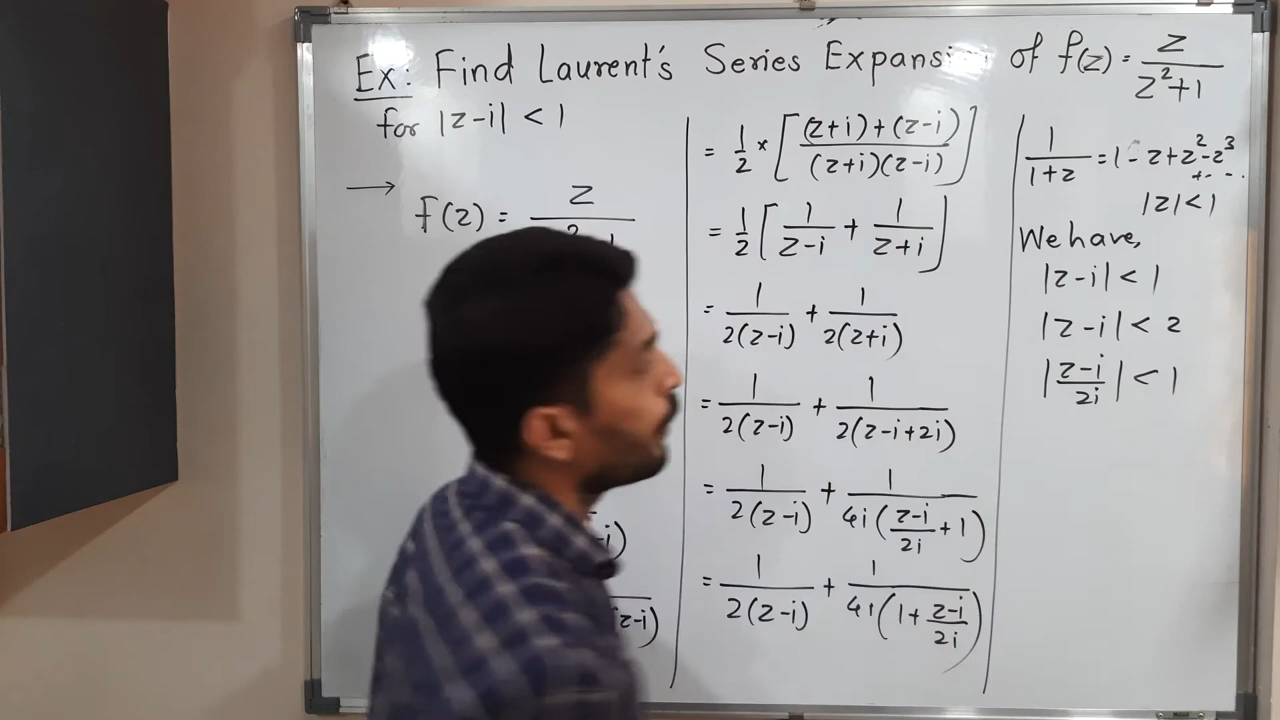 Ex: Find Laurent's Series Expans of f(z) = z/(z²+1)
for |z-i| < 1
→ f(z) = z/
-i)
(z-i)
= 1/2 × [((z+i)+(z-i))/((z+i)(z-i))]
= 1/2 [1/(z-i) + 1/(z+i)]
= 1/(2(z-i)) + 1/(2(z+i))
= 1/(2(z-i)) + 1/(2(z-i+2i))
= 1/(2(z-i)) + 1/(4i((z-i)/2i + 1))
= 1/(2(z-i)) + 1/(4i(1 + (z-i)/2i))
1/(1+z) = 1 - z + z² - z³
+ - - -
|z| < 1
We have,
|z-i| < 1
|z-i| < 2
|(z-i)/2i| < 1